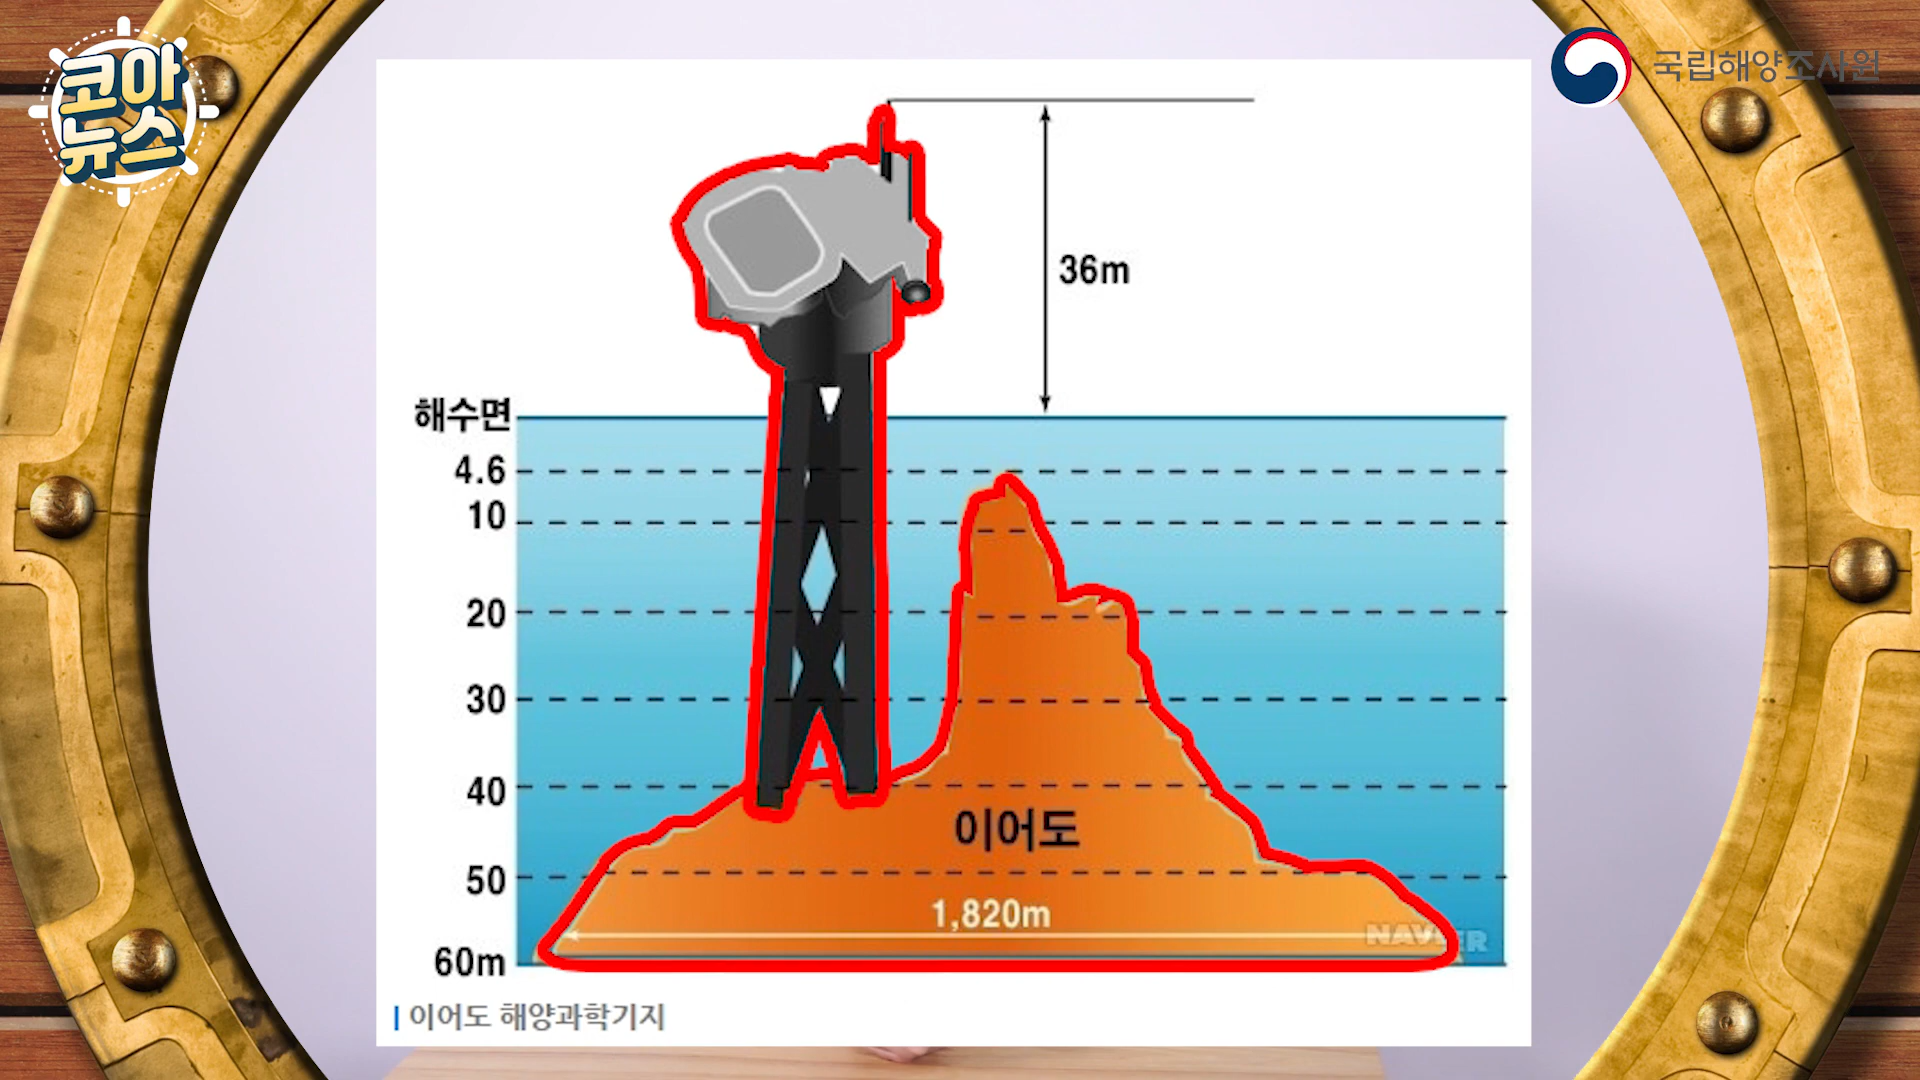 코아
뉴스
국립해양조사원
36m
해수면
4.6
10
20
30
40
이어도
50
1,820m
NAVER
60m
이어도 해양과학기지